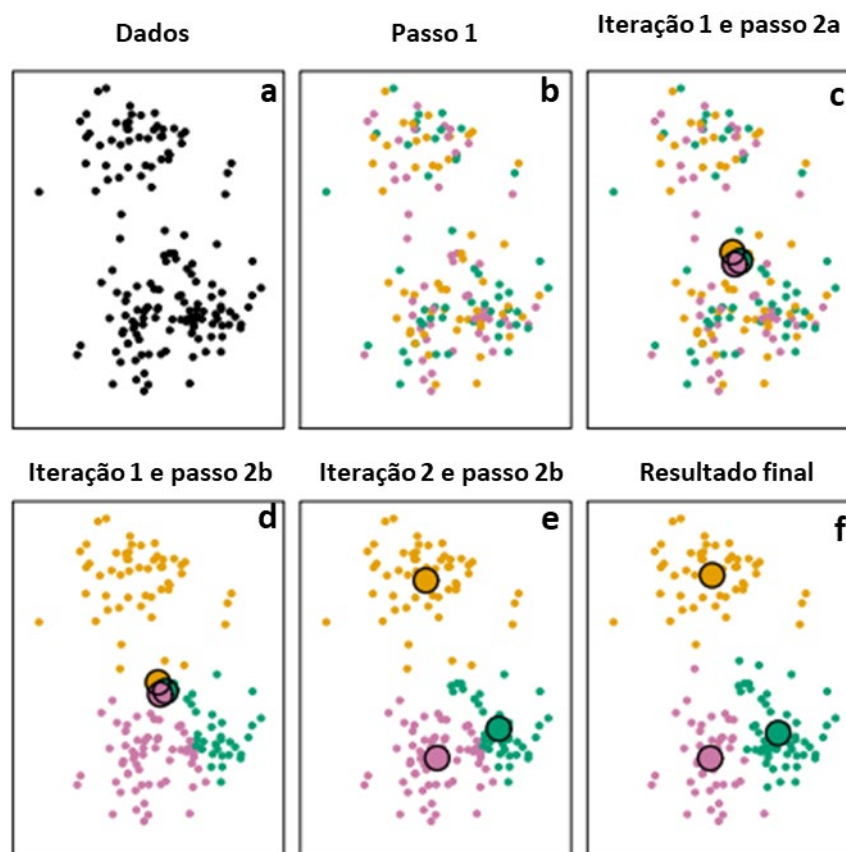 Dados
Passo 1
Iteração 1 e passo 2a
a
b
c
Iteração 1 e passo 2b
Iteração 2 e passo 2b
Resultado final
d
e
f